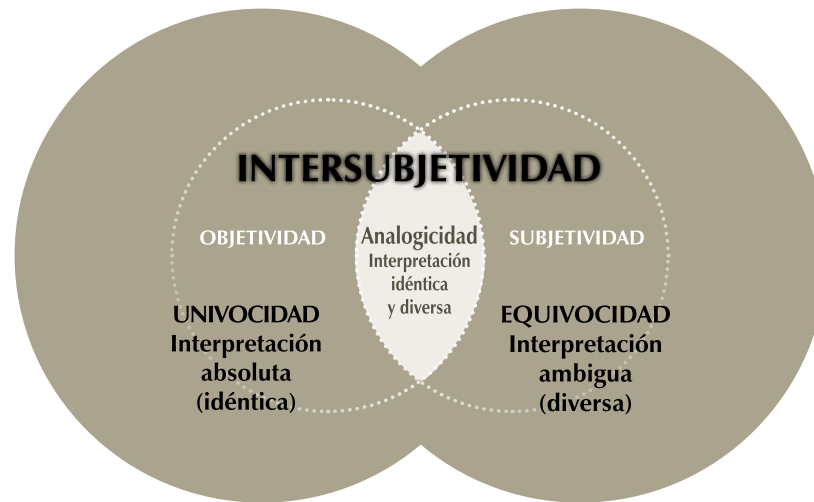 INTERSUBJETIVIDAD
OBJETIVIDAD
Analogicidad
Interpretación
idéntica
y diversa
SUBJETIVIDAD
UNIVOCIDAD
Interpretación
absoluta
(idéntica)
EQUIVOCIDAD
Interpretación
ambigua
(diversa)